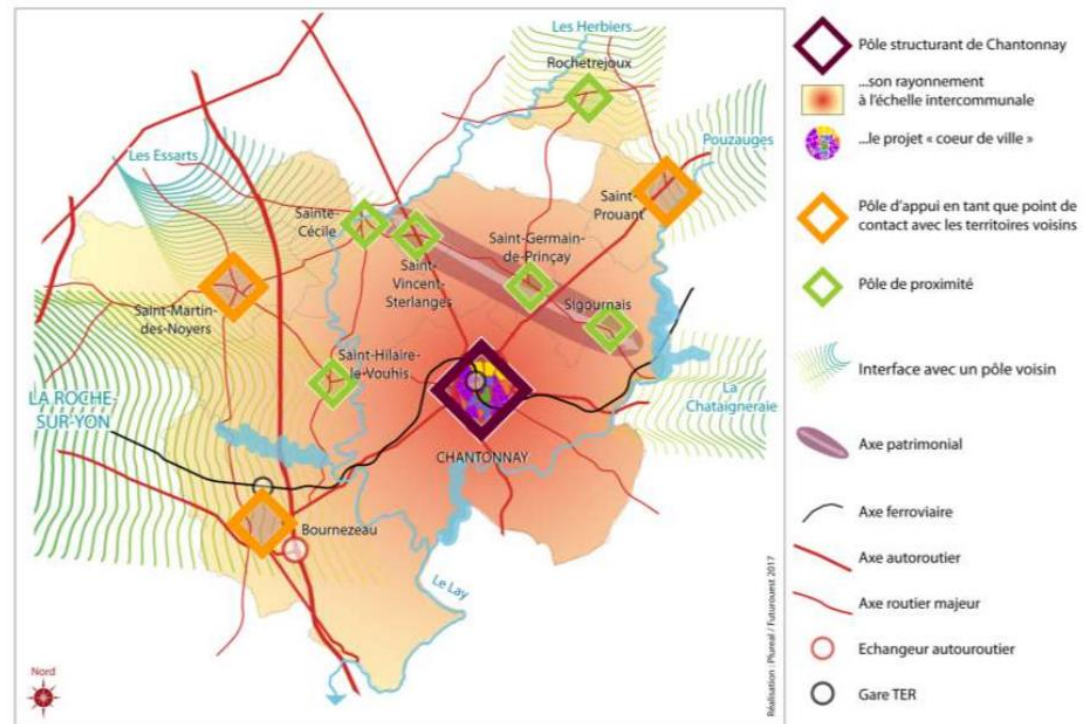 Les Herbiers
Rochetrejoux
Pouzauges
Les Essarts
Saint-
Prouant
Sainte-
Cécile
Saint-Germain-
de-Prinçay
Saint-
Vincent-
Sterlanges
Sigournais
Saint-Martin-
des-Noyers
Saint-Hilaire-
le-Vouhis
LA ROCHE-
SUR-YON
La
Chataigneraie
CHANTONNAY
Bournezeau
Le Lay
Nord
Réalisation : Plureal / Futurouest 2017
Pôle structurant de Chantonnay
...son rayonnement
à l'échelle intercommunale
...le projet « coeur de ville »
Pôle d'appui en tant que point de
contact avec les territoires voisins
Pôle de proximité
Interface avec un pôle voisin
Axe patrimonial
Axe ferroviaire
Axe autoroutier
Axe routier majeur
Echangeur autouroutier
Gare TER